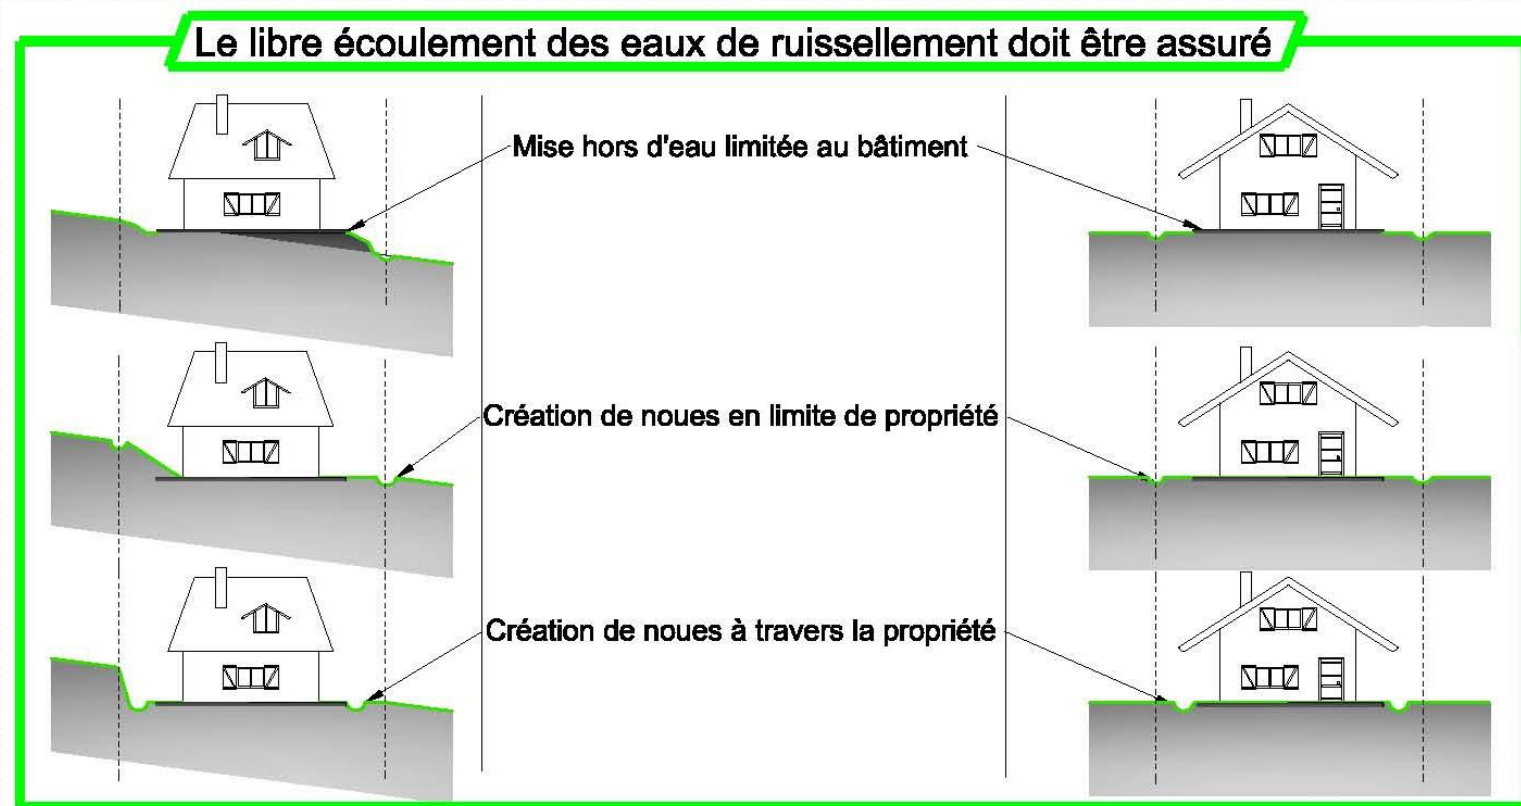 Le libre écoulement des eaux de ruissellement doit être assuré
Mise hors d'eau limitée au bâtiment
Création de noues en limite de propriété
Création de noues à travers la propriété